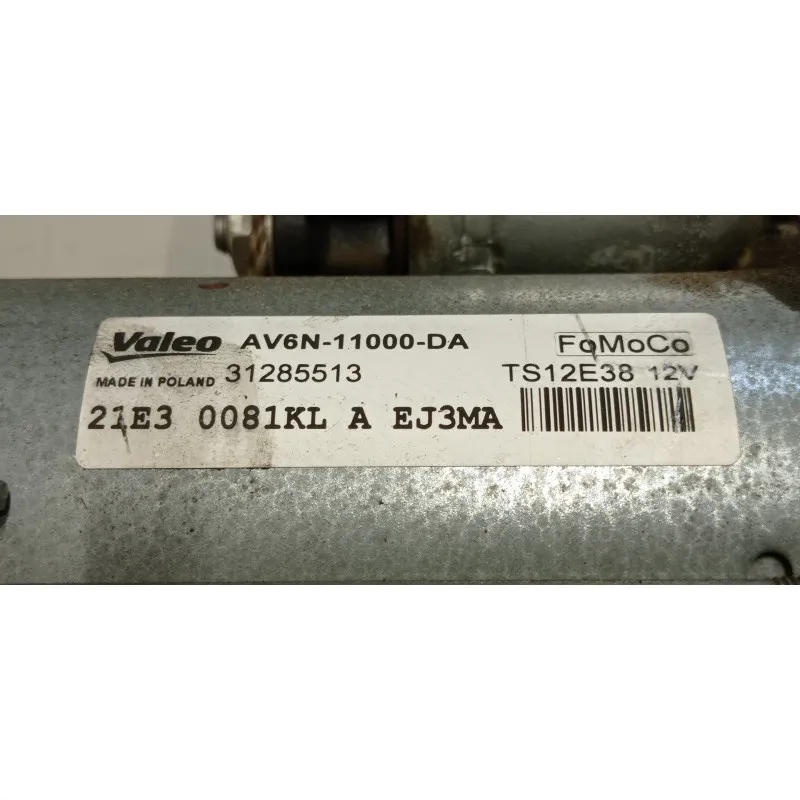 Valeo AV6N-11000-DA FoMoCo
MADE IN POLAND 31285513 TS12E38 12V
21E3 0081KL A EJ3MA